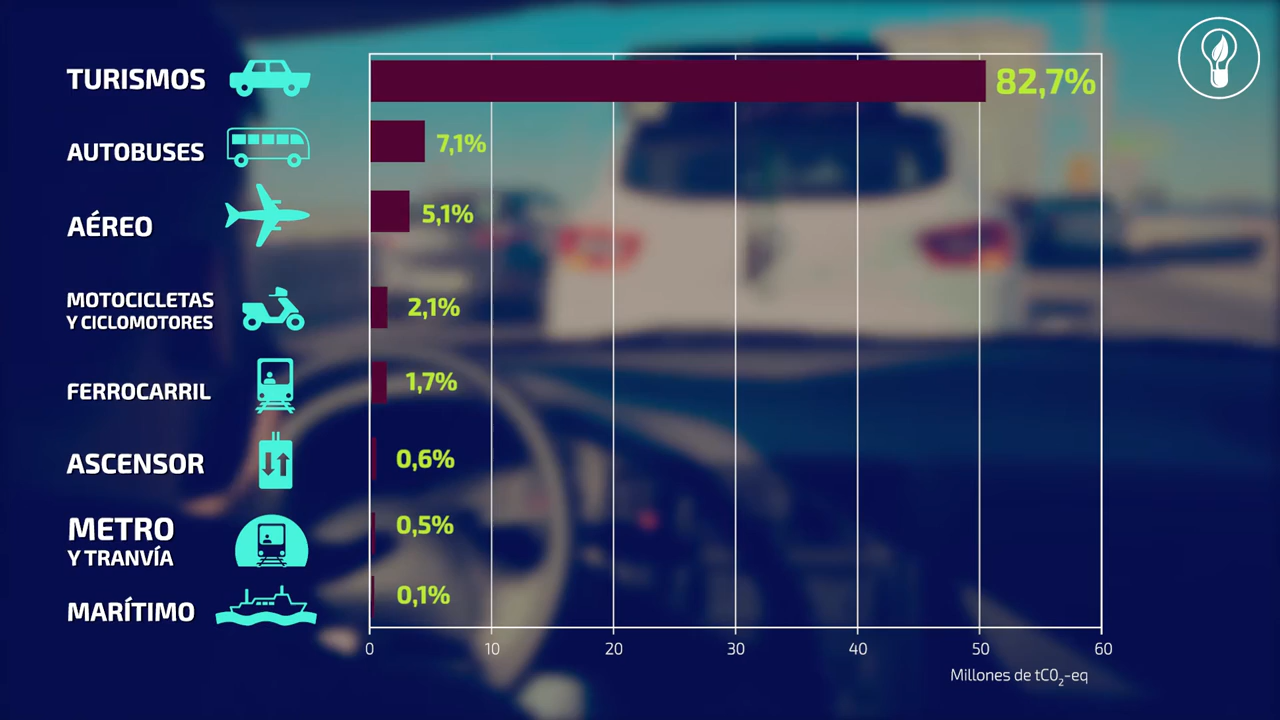 TURISMOS 82,7%
AUTOBUSES 7,1%
AÉREO 5,1%
MOTOCICLETAS
Y CICLOMOTORES 2,1%
FERROCARRIL 1,7%
ASCENSOR 0,6%
METRO
Y TRANVÍA 0,5%
MARÍTIMO 0,1%
0 10 20 30 40 50 60
Millones de tCO₂-eq